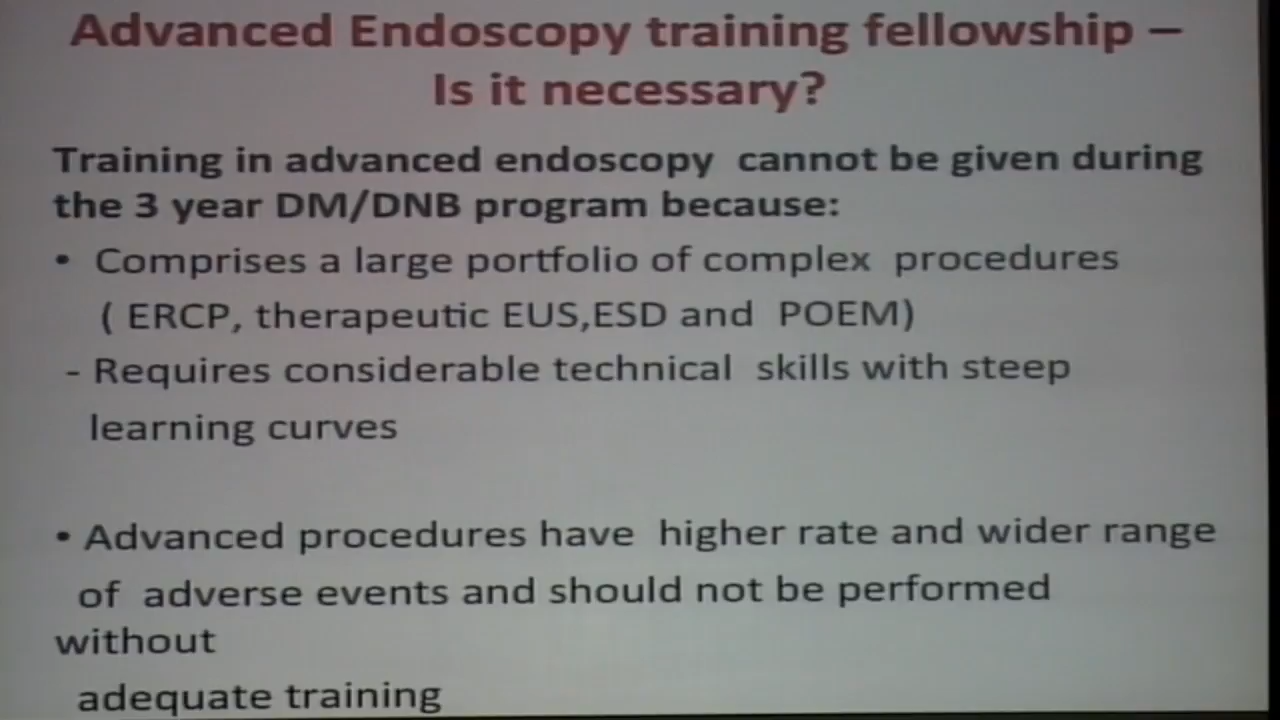 Advanced Endoscopy training fellowship –
Is it necessary?
Training in advanced endoscopy cannot be given during
the 3 year DM/DNB program because:
• Comprises a large portfolio of complex procedures
( ERCP, therapeutic EUS,ESD and POEM)
- Requires considerable technical skills with steep
learning curves
• Advanced procedures have higher rate and wider range
of adverse events and should not be performed
without
adequate training